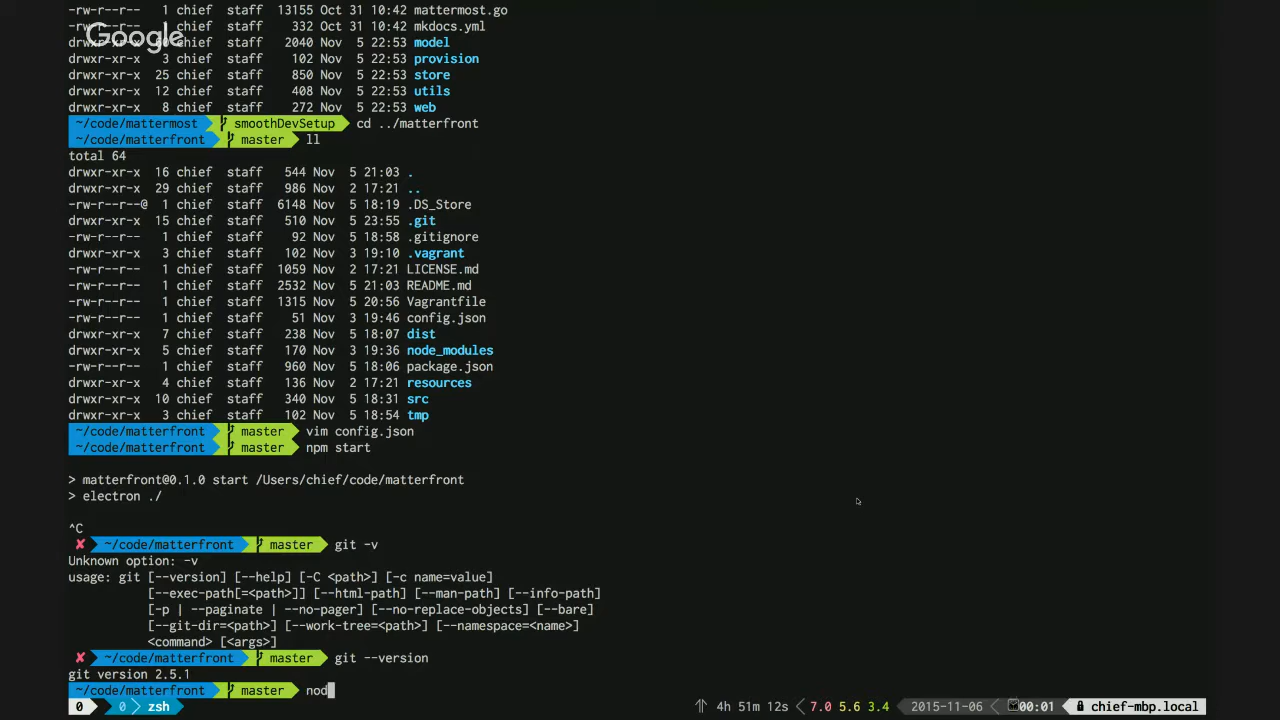 -rw-r--r-- 1 chief staff 13155 Oct 31 10:42 mattermost.go
-rw-r--r-- 1 chief staff 332 Oct 31 10:42 mkdocs.yml
Google
drwxr-xr-x chief staff 2040 Nov 5 22:53 model
drwxr-xr-x 3 chief staff 102 Nov 5 22:53 provision
drwxr-xr-x 25 chief staff 850 Nov 5 22:53 store
drwxr-xr-x 12 chief staff 408 Nov 5 22:53 utils
drwxr-xr-x 8 chief staff 272 Nov 5 22:53 web
~/code/mattermost smoothDevSetup cd ../matterfront
~/code/matterfront master ll
total 64
drwxr-xr-x 16 chief staff 544 Nov 5 21:03 .
drwxr-xr-x 29 chief staff 986 Nov 2 17:21 ..
-rw-r--r--@ 1 chief staff 6148 Nov 5 18:19 .DS_Store
drwxr-xr-x 15 chief staff 510 Nov 5 23:55 .git
-rw-r--r-- 1 chief staff 92 Nov 5 18:58 .gitignore
drwxr-xr-x 3 chief staff 102 Nov 3 19:10 .vagrant
-rw-r--r-- 1 chief staff 1059 Nov 2 17:21 LICENSE.md
-rw-r--r-- 1 chief staff 2532 Nov 5 21:03 README.md
-rw-r--r-- 1 chief staff 1315 Nov 5 20:56 Vagrantfile
-rw-r--r-- 1 chief staff 51 Nov 3 19:46 config.json
drwxr-xr-x 7 chief staff 238 Nov 5 18:07 dist
drwxr-xr-x 5 chief staff 170 Nov 3 19:36 node_modules
-rw-r--r-- 1 chief staff 960 Nov 5 18:06 package.json
drwxr-xr-x 4 chief staff 136 Nov 2 17:21 resources
drwxr-xr-x 10 chief staff 340 Nov 5 18:31 src
drwxr-xr-x 3 chief staff 102 Nov 5 18:54 tmp
~/code/matterfront master vim config.json
~/code/matterfront master npm start
> matterfront@0.1.0 start /Users/chief/code/matterfront
> electron ./
^C
✘ ~/code/matterfront master git -v
Unknown option: -v
usage: git [--version] [--help] [-C <path>] [-c name=value]
[--exec-path[=<path>]] [--html-path] [--man-path] [--info-path]
[-p | --paginate | --no-pager] [--no-replace-objects] [--bare]
[--git-dir=<path>] [--work-tree=<path>] [--namespace=<name>]
<command> [<args>]
✘ ~/code/matterfront master git --version
git version 2.5.1
~/code/matterfront master nod
0 0 zsh 4h 51m 12s 7.0 5.6 3.4 2015-11-06 00:01 chief-mbp.local